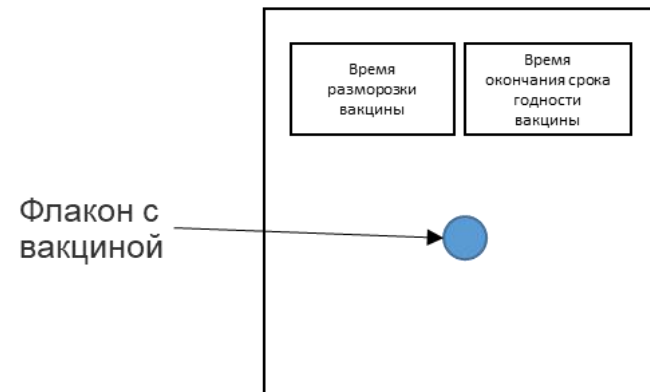 Время
разморозки
вакцины
Время
окончания срока
годности
вакцины
Флакон с
вакциной